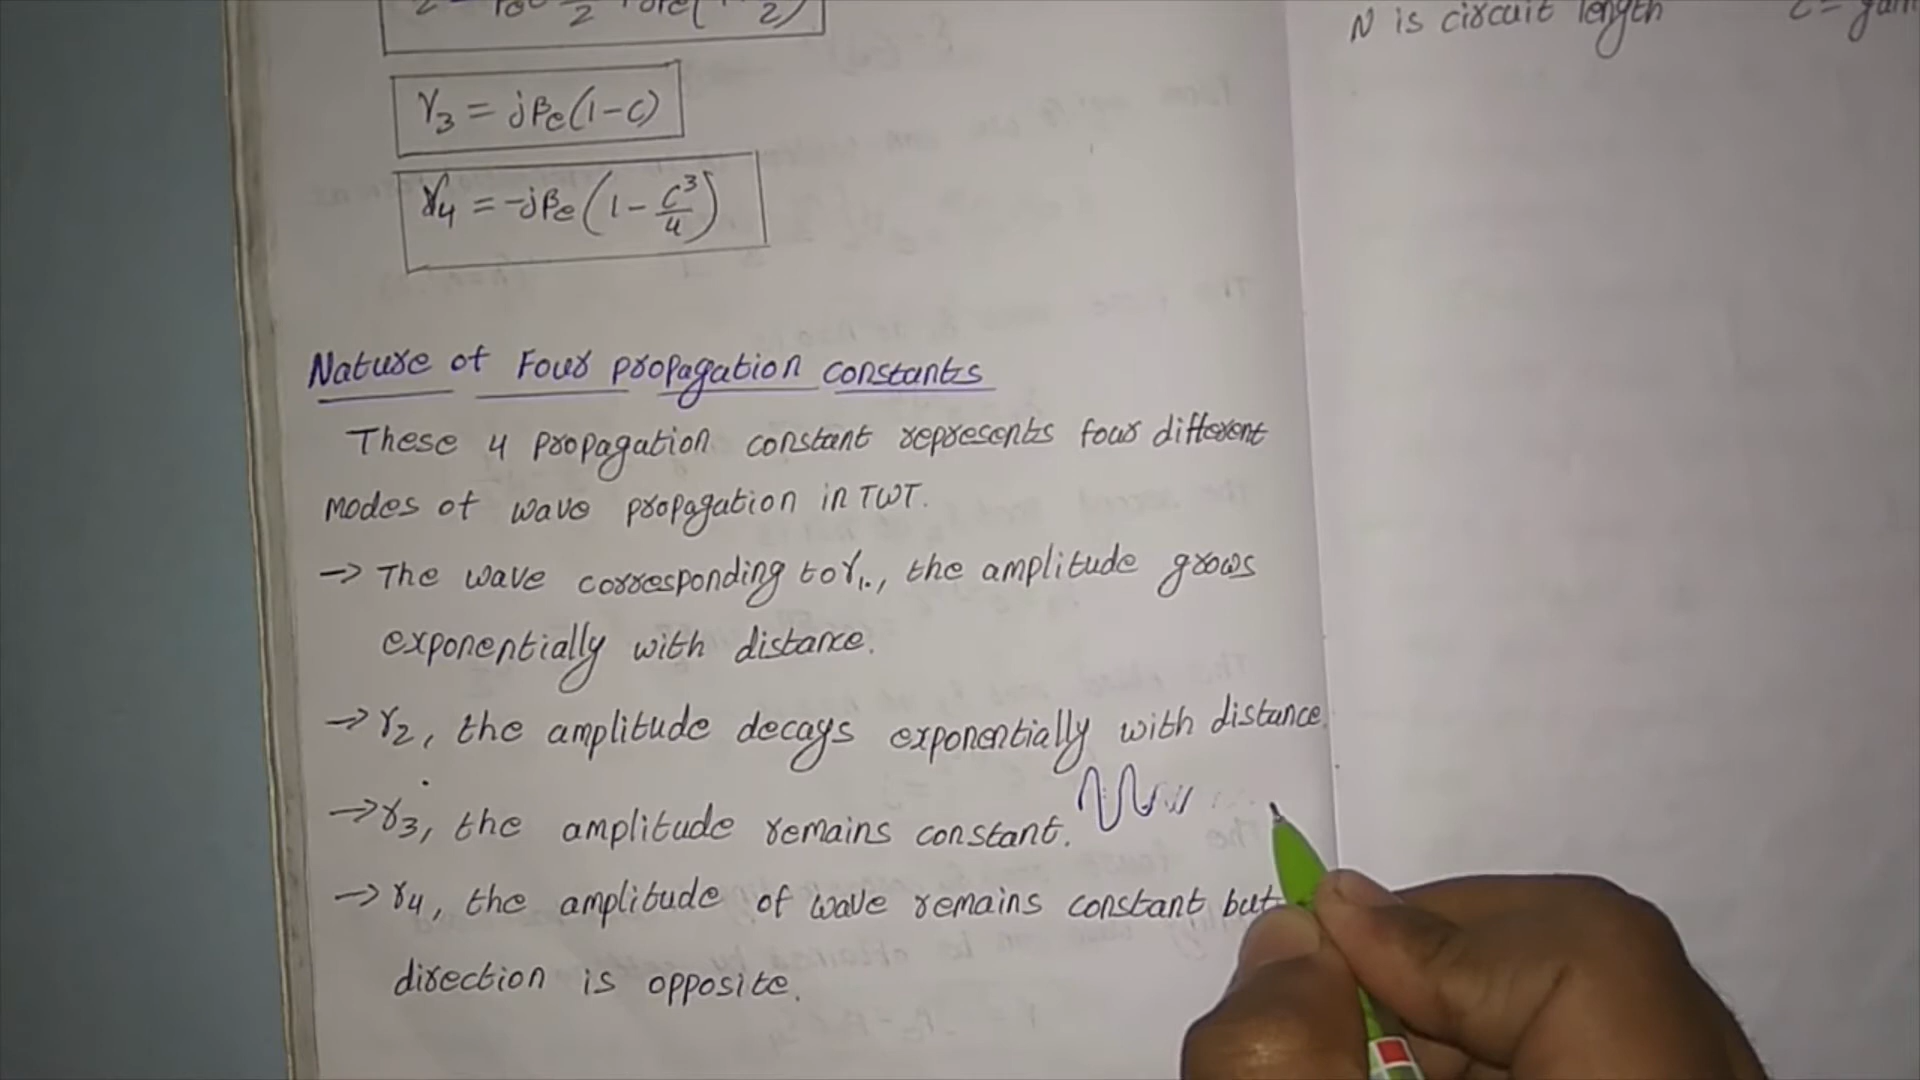 N is circuit length
γ3 = jβe(1-c)
γ4 = -jβe(1 - c³/4)
Nature of Four propagation constants
These 4 propagation constant represents four different
modes of wave propagation in TWT.
→ The wave corresponding to γ1., the amplitude grows
exponentially with distance.
→ γ2, the amplitude decays exponentially with distance.
→ γ3, the amplitude remains constant.
→ γ4, the amplitude of wave remains constant but
direction is opposite.